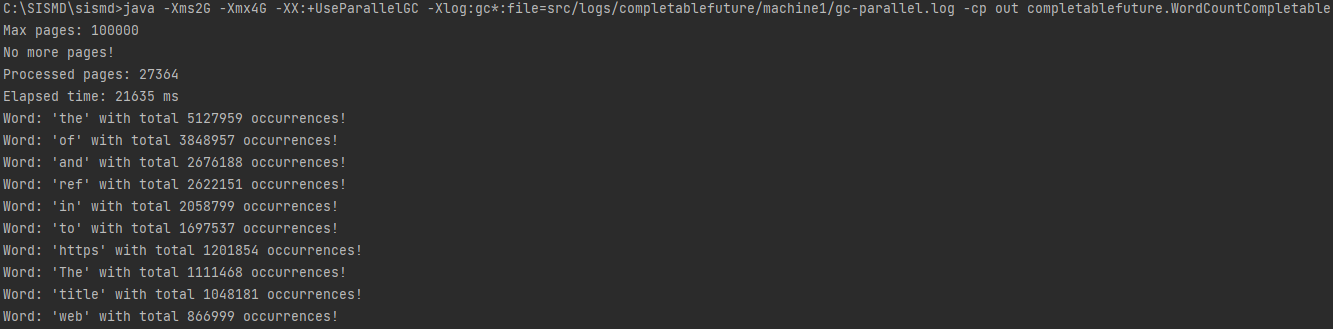 C:\SISMD\sismd>java -Xms2G -Xmx4G -XX:+UseParallelGC -Xlog:gc*:file=src/logs/completablefuture/machine1/gc-parallel.log -cp out completablefuture.WordCountCompletable
Max pages: 100000
No more pages!
Processed pages: 27364
Elapsed time: 21635 ms
Word: 'the' with total 5127959 occurrences!
Word: 'of' with total 3848957 occurrences!
Word: 'and' with total 2676188 occurrences!
Word: 'ref' with total 2622151 occurrences!
Word: 'in' with total 2058799 occurrences!
Word: 'to' with total 1697537 occurrences!
Word: 'https' with total 1201854 occurrences!
Word: 'The' with total 1111468 occurrences!
Word: 'title' with total 1048181 occurrences!
Word: 'web' with total 866999 occurrences!